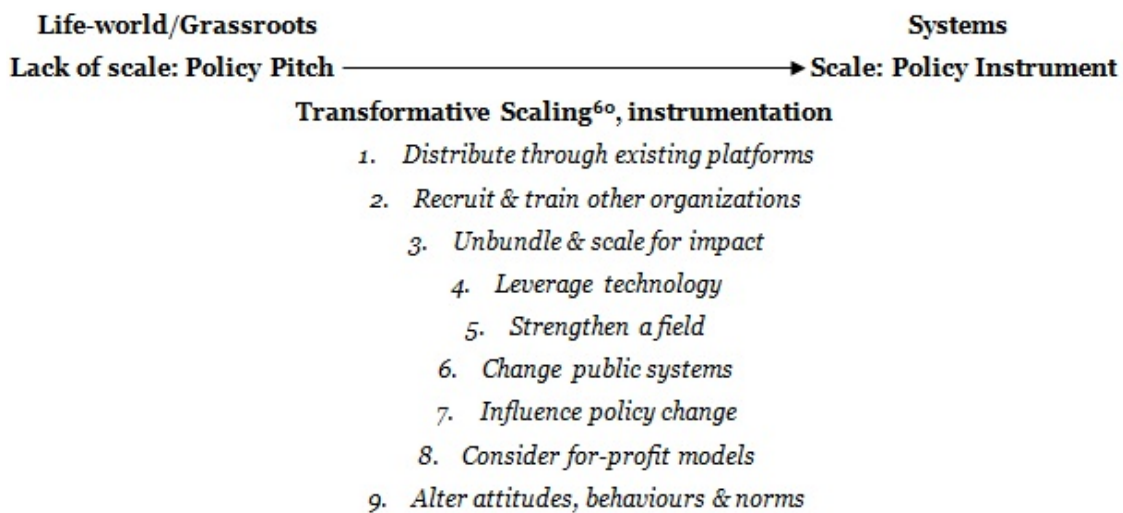 Life-world/Grassroots Systems
Lack of scale: Policy Pitch Scale: Policy Instrument
Transformative Scaling⁶⁰, instrumentation
1. Distribute through existing platforms
2. Recruit & train other organizations
3. Unbundle & scale for impact
4. Leverage technology
5. Strengthen a field
6. Change public systems
7. Influence policy change
8. Consider for-profit models
9. Alter attitudes, behaviours & norms